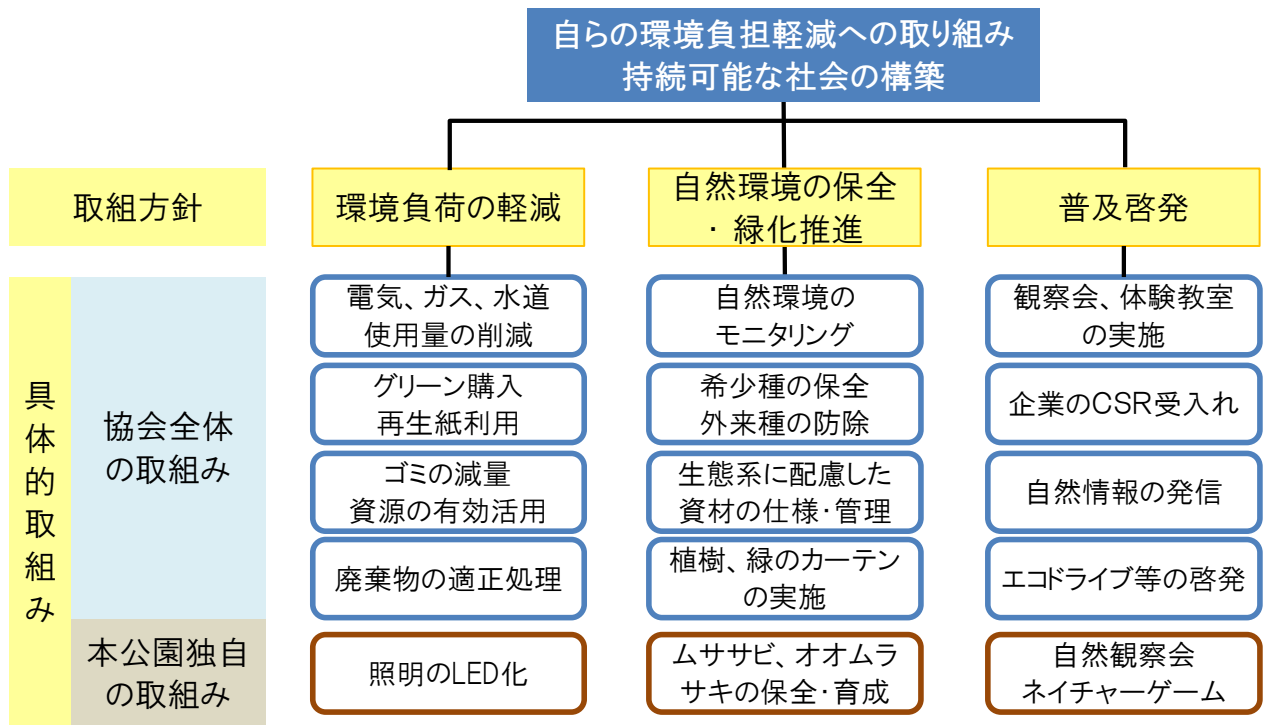 自らの環境負担軽減への取り組み
持続可能な社会の構築
取組方針
環境負荷の軽減
自然環境の保全
・緑化推進
普及啓発
具体的取組み
協会全体
の取組み
電気、ガス、水道
使用量の削減
自然環境の
モニタリング
観察会、体験教室
の実施
グリーン購入
再生紙利用
希少種の保全
外来種の防除
企業のCSR受入れ
ゴミの減量
資源の有効活用
生態系に配慮した
資材の仕様・管理
自然情報の発信
廃棄物の適正処理
植樹、緑のカーテン
の実施
エコドライブ等の啓発
本公園独自
の取組み
照明のLED化
ムササビ、オオムラ
サキの保全・育成
自然観察会
ネイチャーゲーム